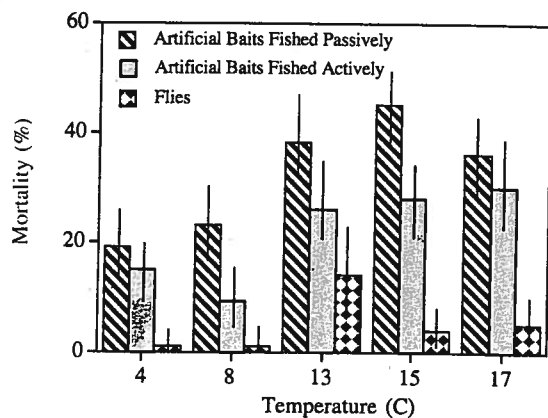 60
Artificial Baits Fished Passively
Artificial Baits Fished Actively
Flies
40
Mortality (%)
20
0
4 8 13 15 17
Temperature (C)